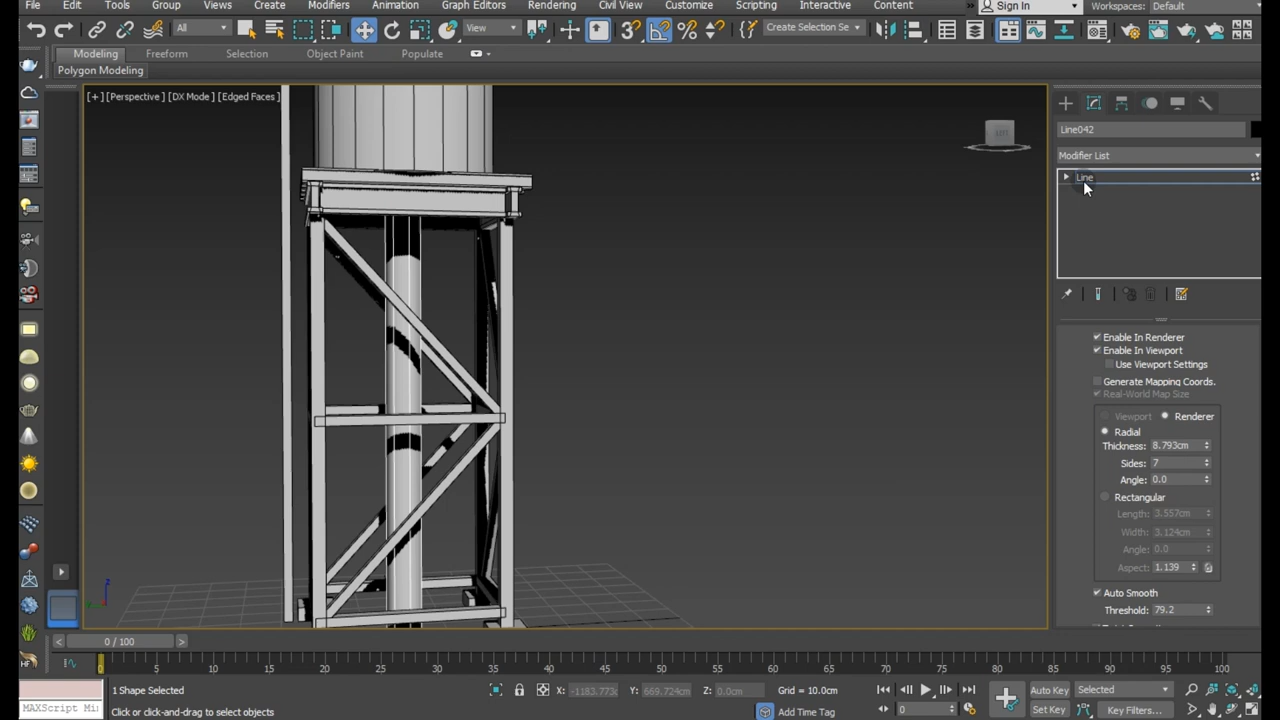 File Edit Tools Group Views Create Modifiers Animation Graph Editors Rendering Civil View Customize Scripting Interactive Content » Sign In Workspaces: Default
All View 3 Create Selection Se
Modeling Freeform Selection Object Paint Populate
Polygon Modeling
[+] [Perspective ] [DX Mode ] [Edged Faces ]
Line042
Modifier List
Line
Enable In Renderer
Enable In Viewport
Use Viewport Settings
Generate Mapping Coords.
Real-World Map Size
Viewport Renderer
Radial
Thickness: 8.793cm
Sides: 7
Angle: 0.0
Rectangular
Length: 3.557cm
Width: 3.124cm
Angle: 0.0
Aspect: 1.139
Auto Smooth
Threshold: 79.2
z
< 0 / 100 >
0 5 10 15 20 25 30 35 40 45 50 55 60 65 70 75 80 85 90 95 100
HF
1 Shape Selected X: -1183.773c Y: 669.724cm Z: 0.0cm Grid = 10.0cm Auto Key Selected
MAXScript Mi Click or click-and-drag to select objects Add Time Tag 0 Set Key Key Filters...